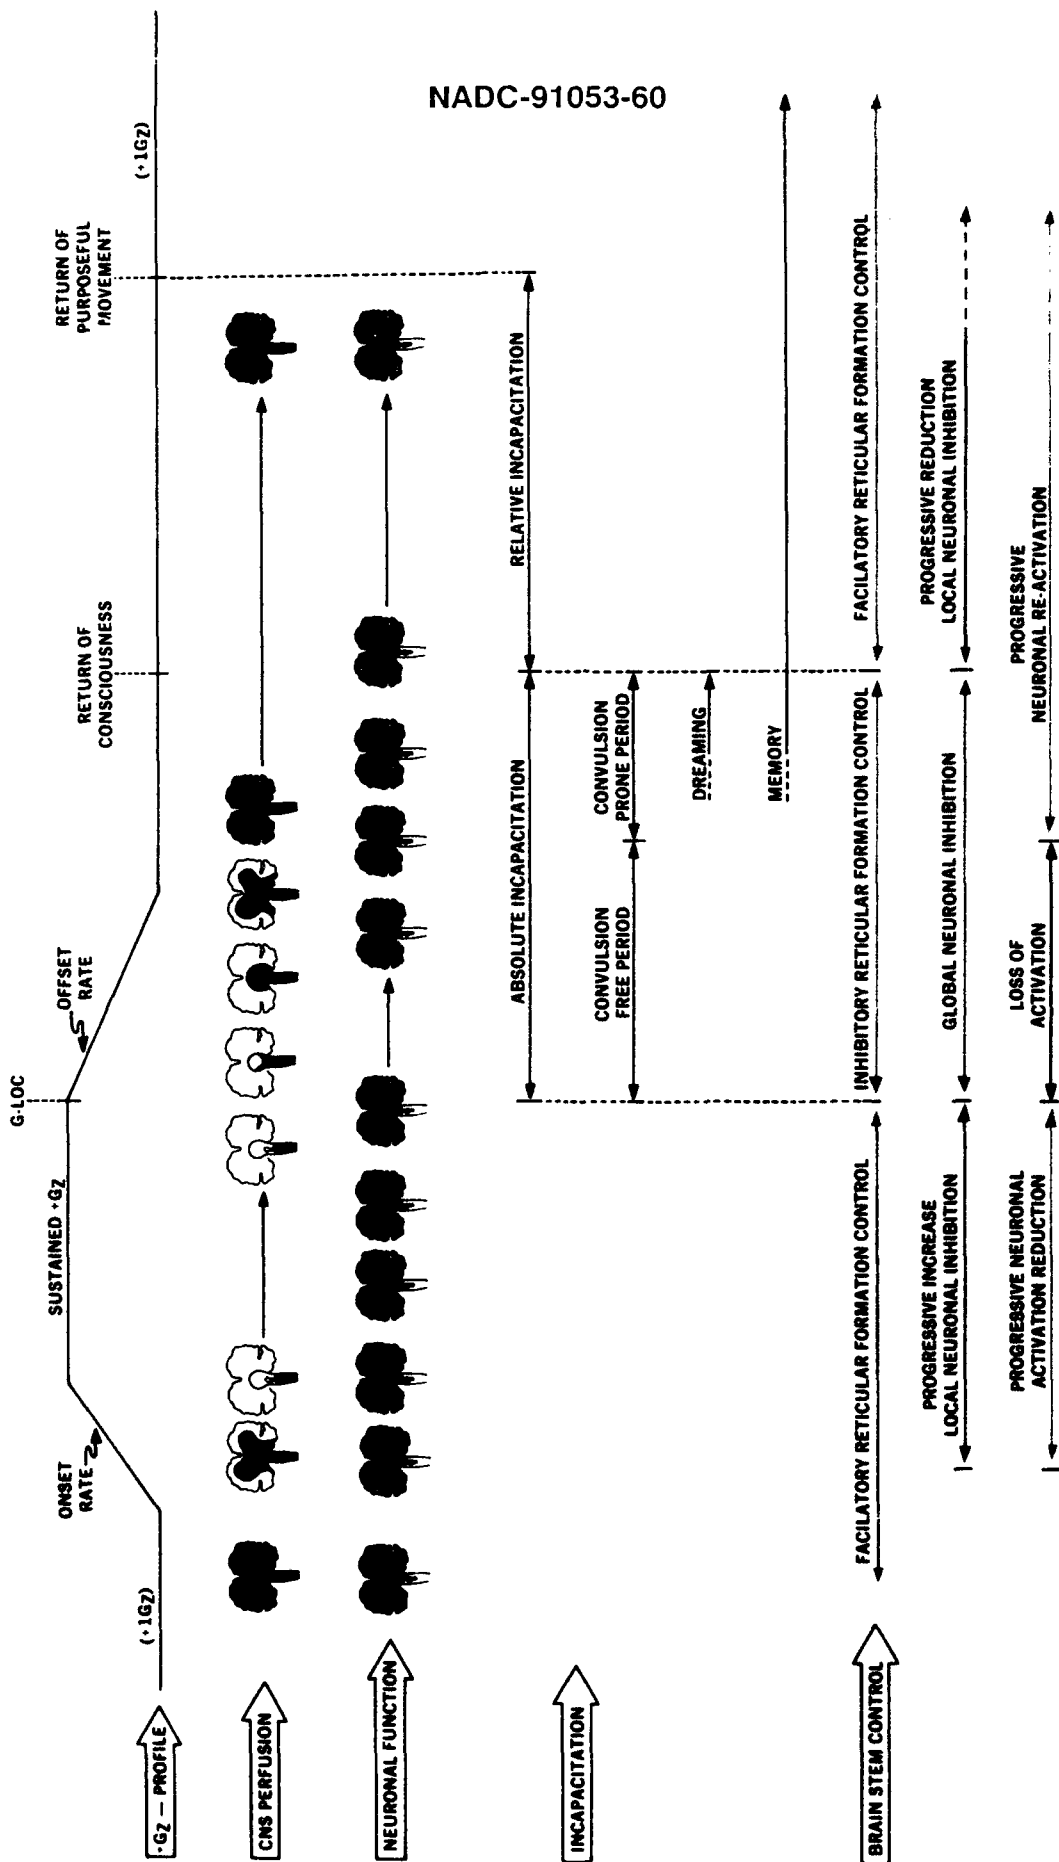 NADC-91053-60
+GZ — PROFILE
(+1GZ)
ONSET
RATE
SUSTAINED +GZ
G-LOC
OFFSET
RATE
RETURN OF
CONSCIOUSNESS
RETURN OF
PURPOSEFUL
MOVEMENT
(+1GZ)
CNS PERFUSION
NEURONAL FUNCTION
INCAPACITATION
ABSOLUTE INCAPACITATION
RELATIVE INCAPACITATION
CONVULSION
FREE PERIOD
CONVULSION
PRONE PERIOD
DREAMING
MEMORY
BRAIN STEM CONTROL
FACILATORY RETICULAR FORMATION CONTROL
INHIBITORY RETICULAR FORMATION CONTROL
FACILATORY RETICULAR FORMATION CONTROL
PROGRESSIVE INCREASE
LOCAL NEURONAL INHIBITION
GLOBAL NEURONAL INHIBITION
PROGRESSIVE REDUCTION
LOCAL NEURONAL INHIBITION
PROGRESSIVE NEURONAL
ACTIVATION REDUCTION
LOSS OF
ACTIVATION
PROGRESSIVE
NEURONAL RE-ACTIVATION